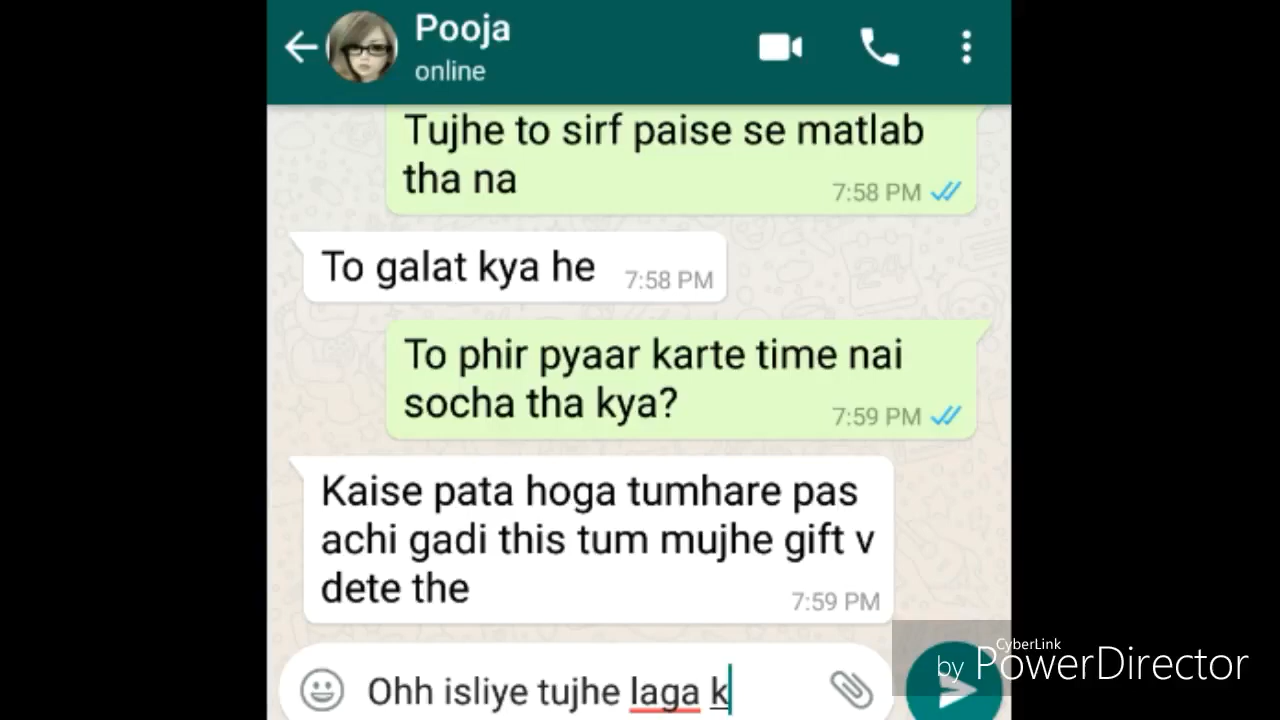 Pooja
online
Tujhe to sirf paise se matlab
tha na
7:58 PM
To galat kya he
7:58 PM
To phir pyaar karte time nai
socha tha kya?
7:59 PM
Kaise pata hoga tumhare pas
achi gadi this tum mujhe gift v
dete the
7:59 PM
Ohh isliye tujhe laga k
CyberLink
by PowerDirector